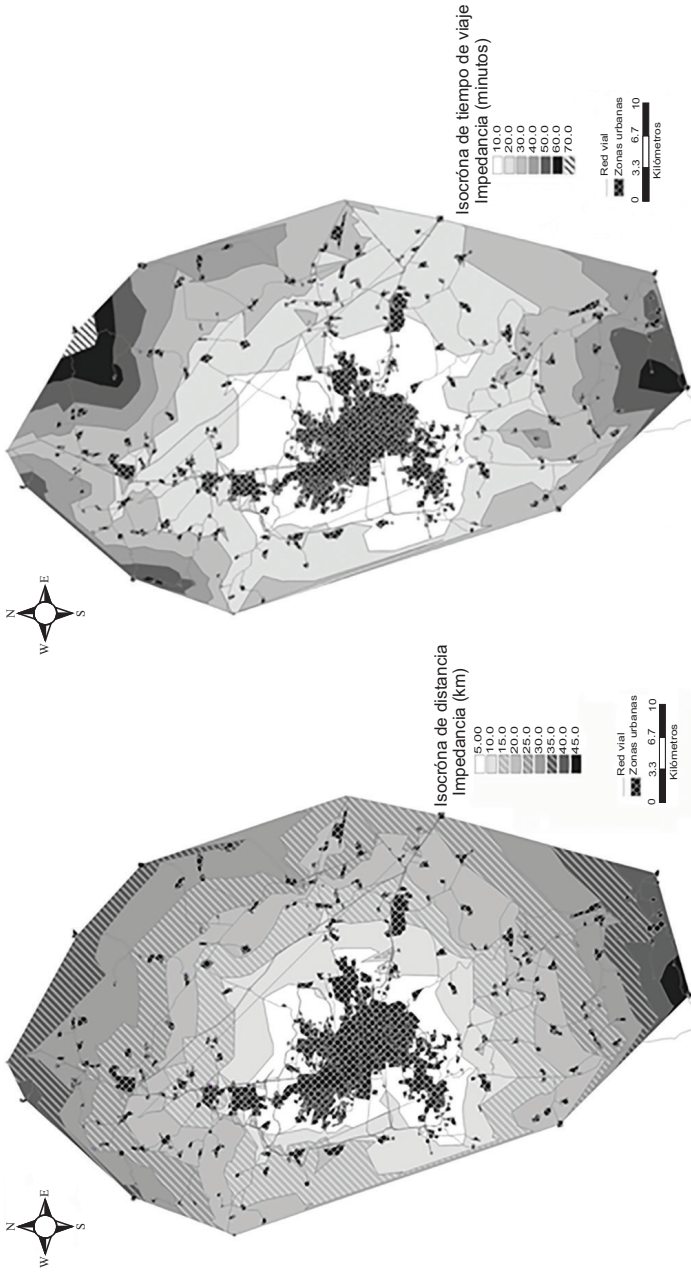 N
W
E
S
Isocróna de tiempo de viaje
Impedancia (minutos)
10.0
20.0
30.0
40.0
50.0
60.0
70.0
Red vial
Zonas urbanas
0 3.3 6.7 10
Kilómetros
N
W
E
S
Isocróna de distancia
Impedancia (km)
5.00
10.0
15.0
20.0
25.0
30.0
35.0
40.0
45.0
Red vial
Zonas urbanas
0 3.3 6.7 10
Kilómetros